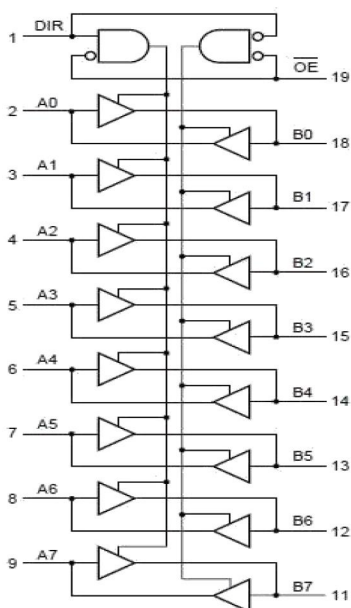 1 DIR
O̅E̅ 19
2 A0
B0 18
3 A1
B1 17
4 A2
B2 16
5 A3
B3 15
6 A4
B4 14
7 A5
B5 13
8 A6
B6 12
9 A7
B7 11